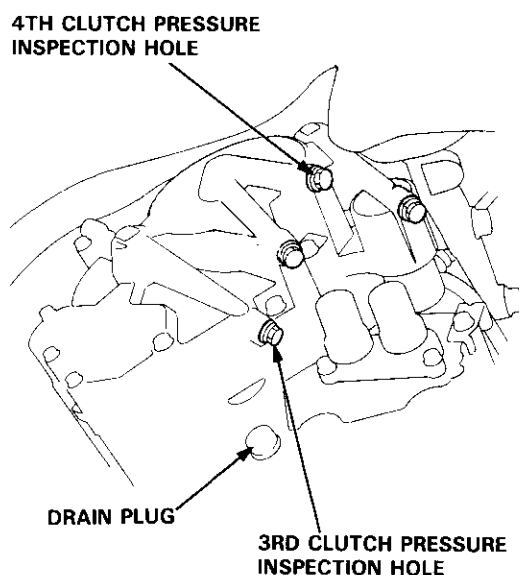 4TH CLUTCH PRESSURE
INSPECTION HOLE
DRAIN PLUG
3RD CLUTCH PRESSURE
INSPECTION HOLE